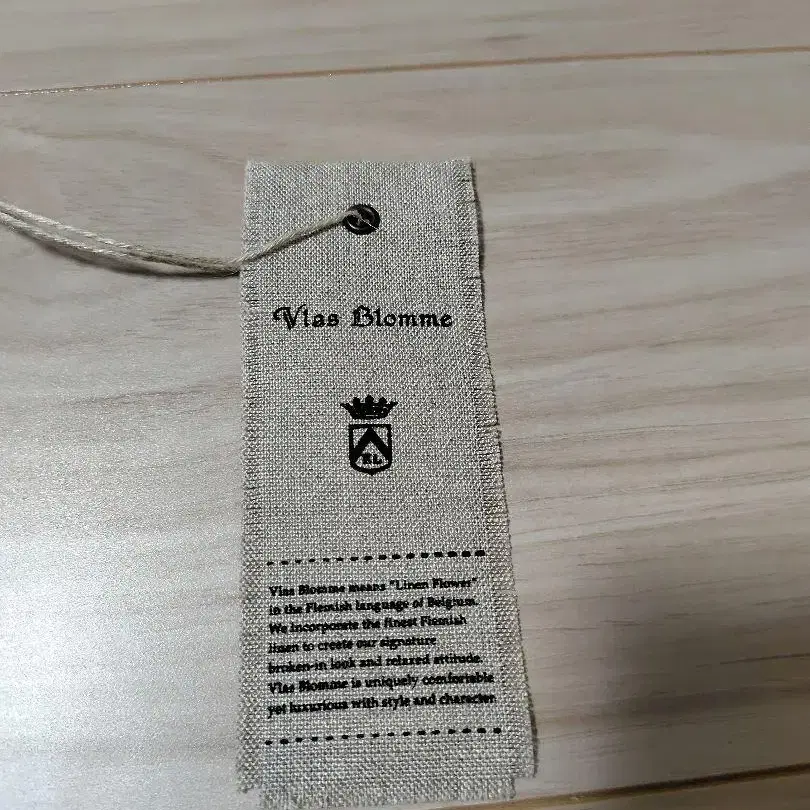 Vlas Blomme
Vlas Blomme means "Linen Flower"
in the Flemish language of Belgium.
We incorporate the finest Flemish
linen to create our signature
broken-in look and relaxed attitude.
Vlas Blomme is uniquely comfortable
yet luxurious with style and character